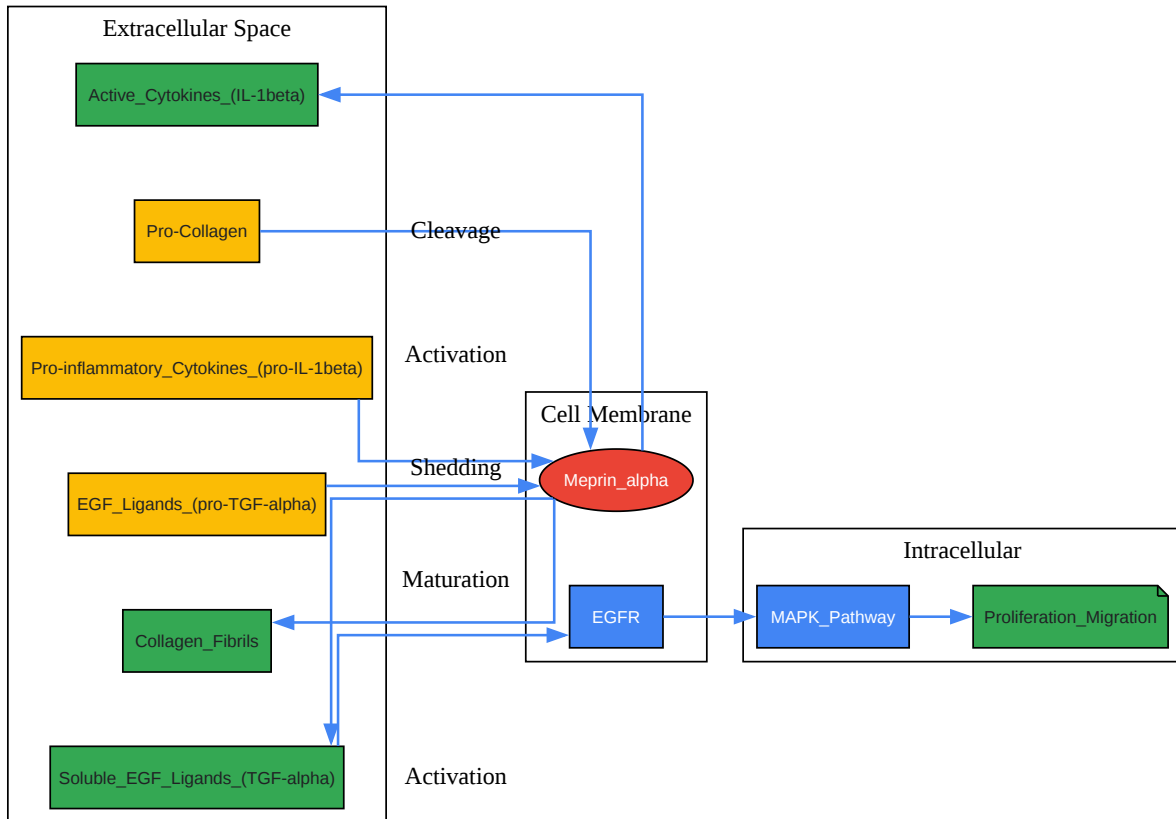 Extracellular Space
Active_Cytokines_(IL-1beta)
Pro-Collagen
Cleavage
Pro-inflammatory_Cytokines_(pro-IL-1beta)
Activation
Cell Membrane
Shedding
Meprin_alpha
EGF_Ligands_(pro-TGF-alpha)
Intracellular
Maturation
EGFR
MAPK_Pathway
Proliferation_Migration
Collagen_Fibrils
Soluble_EGF_Ligands_(TGF-alpha)
Activation